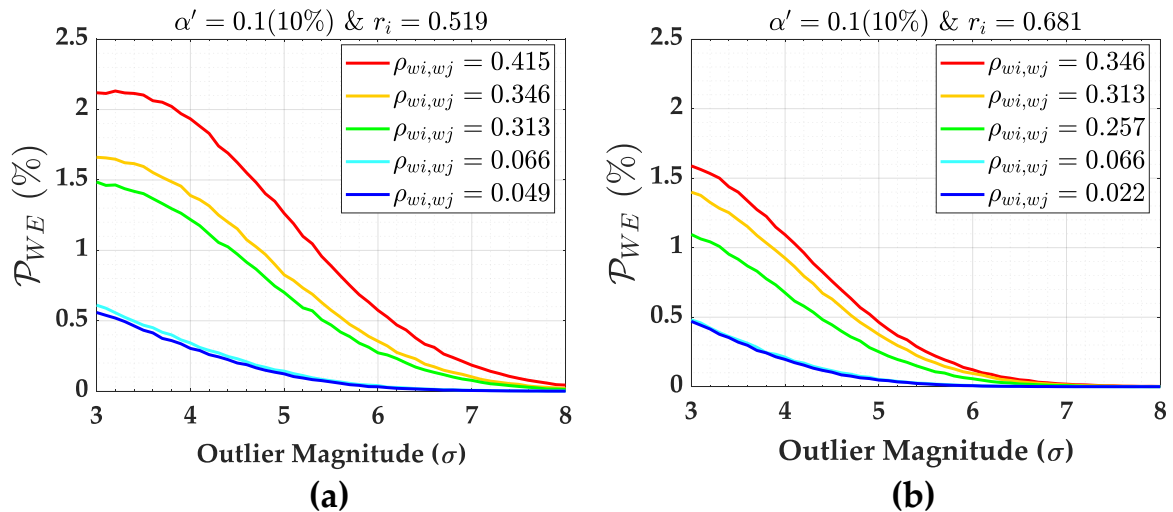 α′ = 0.1(10%) & r_i = 0.519
2.5
2
1.5
1
0.5
0
P_WE (%)
ρ_wi,wj = 0.415
ρ_wi,wj = 0.346
ρ_wi,wj = 0.313
ρ_wi,wj = 0.066
ρ_wi,wj = 0.049
3 4 5 6 7 8
Outlier Magnitude (σ)
(a)
α′ = 0.1(10%) & r_i = 0.681
2.5
2
1.5
1
0.5
0
P_WE (%)
ρ_wi,wj = 0.346
ρ_wi,wj = 0.313
ρ_wi,wj = 0.257
ρ_wi,wj = 0.066
ρ_wi,wj = 0.022
3 4 5 6 7 8
Outlier Magnitude (σ)
(b)